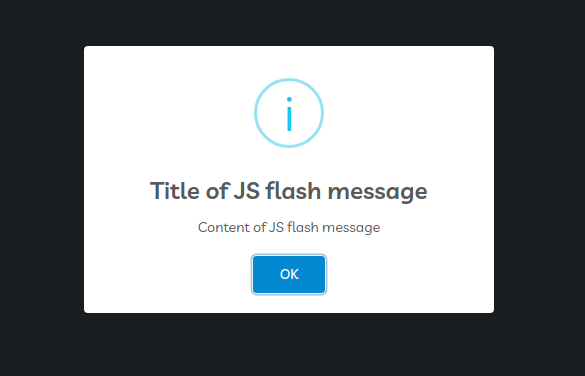 i
Title of JS flash message
Content of JS flash message
OK